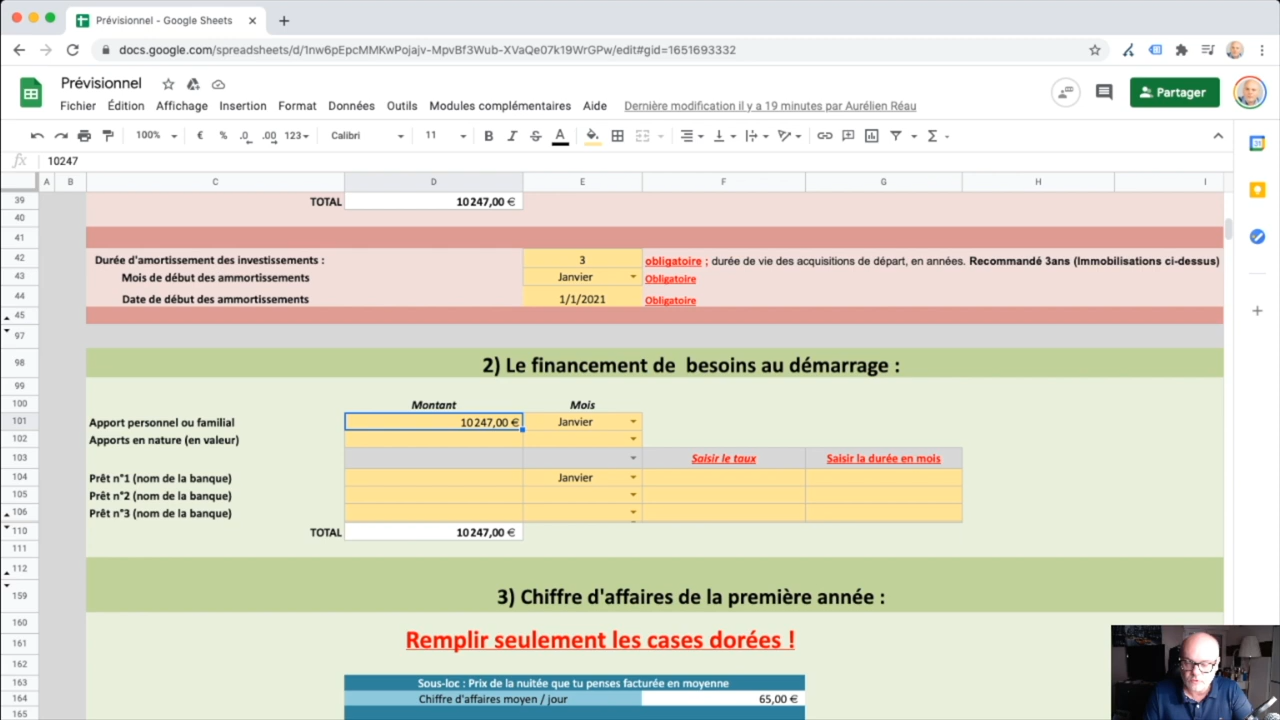 Prévisionnel - Google Sheets
docs.google.com/spreadsheets/d/1nw6pEpcMMKwPojajv-MpvBf3Wub-XVaQe07k19WrGPw/edit#gid=1651693332
Prévisionnel
Fichier Édition Affichage Insertion Format Données Outils Modules complémentaires Aide Dernière modification il y a 19 minutes par Aurélien Réau
Partager
100% € % .0 .00 123 Calibri 11 B I S A
fx 10247
A B C D E F G H I
39 TOTAL 10 247,00 €
40
41
42 Durée d'amortissement des investissements : 3 obligatoire ; durée de vie des acquisitions de départ, en années. Recommandé 3ans (Immobilisations ci-dessus)
43 Mois de début des ammortissements Janvier Obligatoire
44 Date de début des ammortissements 1/1/2021 Obligatoire
45
97
98 2) Le financement de besoins au démarrage :
99
100 Montant Mois
101 Apport personnel ou familial 10 247,00 € Janvier
102 Apports en nature (en valeur)
103 Saisir le taux Saisir la durée en mois
104 Prêt n°1 (nom de la banque) Janvier
105 Prêt n°2 (nom de la banque)
106 Prêt n°3 (nom de la banque)
110 TOTAL 10 247,00 €
111
112
159 3) Chiffre d'affaires de la première année :
160
161 Remplir seulement les cases dorées !
162
163 Sous-loc : Prix de la nuitée que tu penses facturée en moyenne
164 Chiffre d'affaires moyen / jour 65,00 €
165